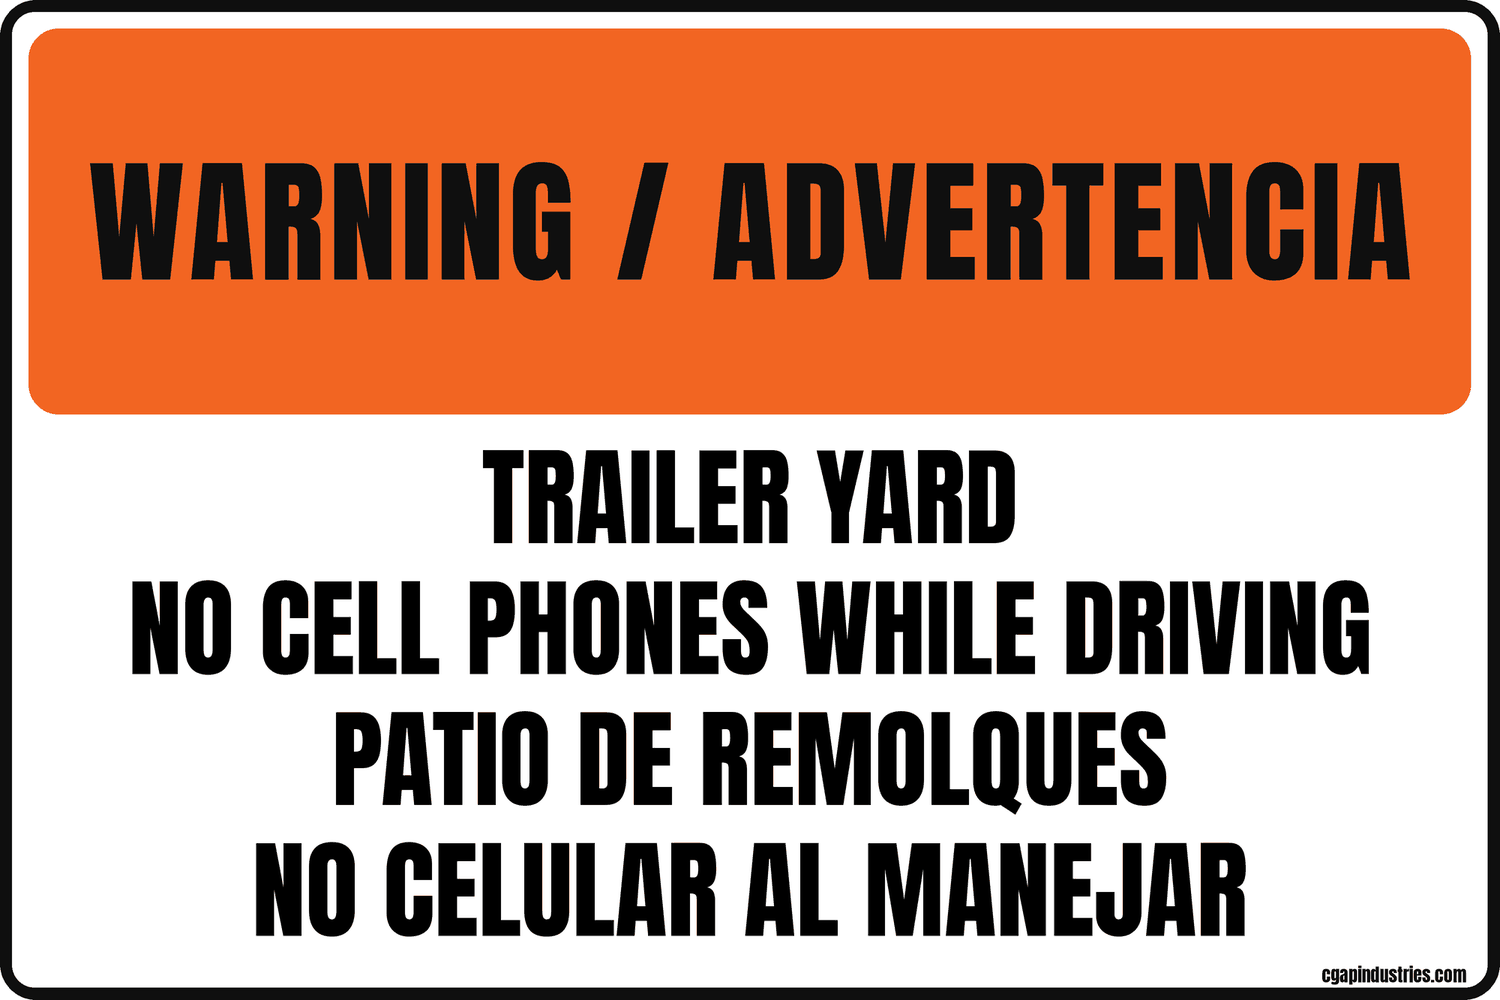 WARNING / ADVERTENCIA
TRAILER YARD
NO CELL PHONES WHILE DRIVING
PATIO DE REMOLQUES
NO CELULAR AL MANEJAR
cgapindustries.com